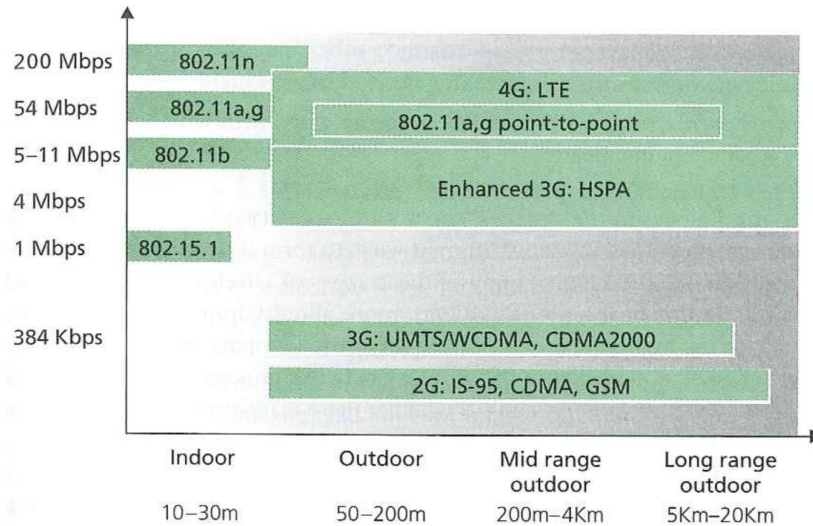 200 Mbps
802.11n
4G: LTE
54 Mbps
802.11a,g
802.11a,g point-to-point
5–11 Mbps
802.11b
Enhanced 3G: HSPA
4 Mbps
1 Mbps
802.15.1
384 Kbps
3G: UMTS/WCDMA, CDMA2000
2G: IS-95, CDMA, GSM
Indoor
Outdoor
Mid range
outdoor
Long range
outdoor
10–30m
50–200m
200m–4Km
5Km–20Km